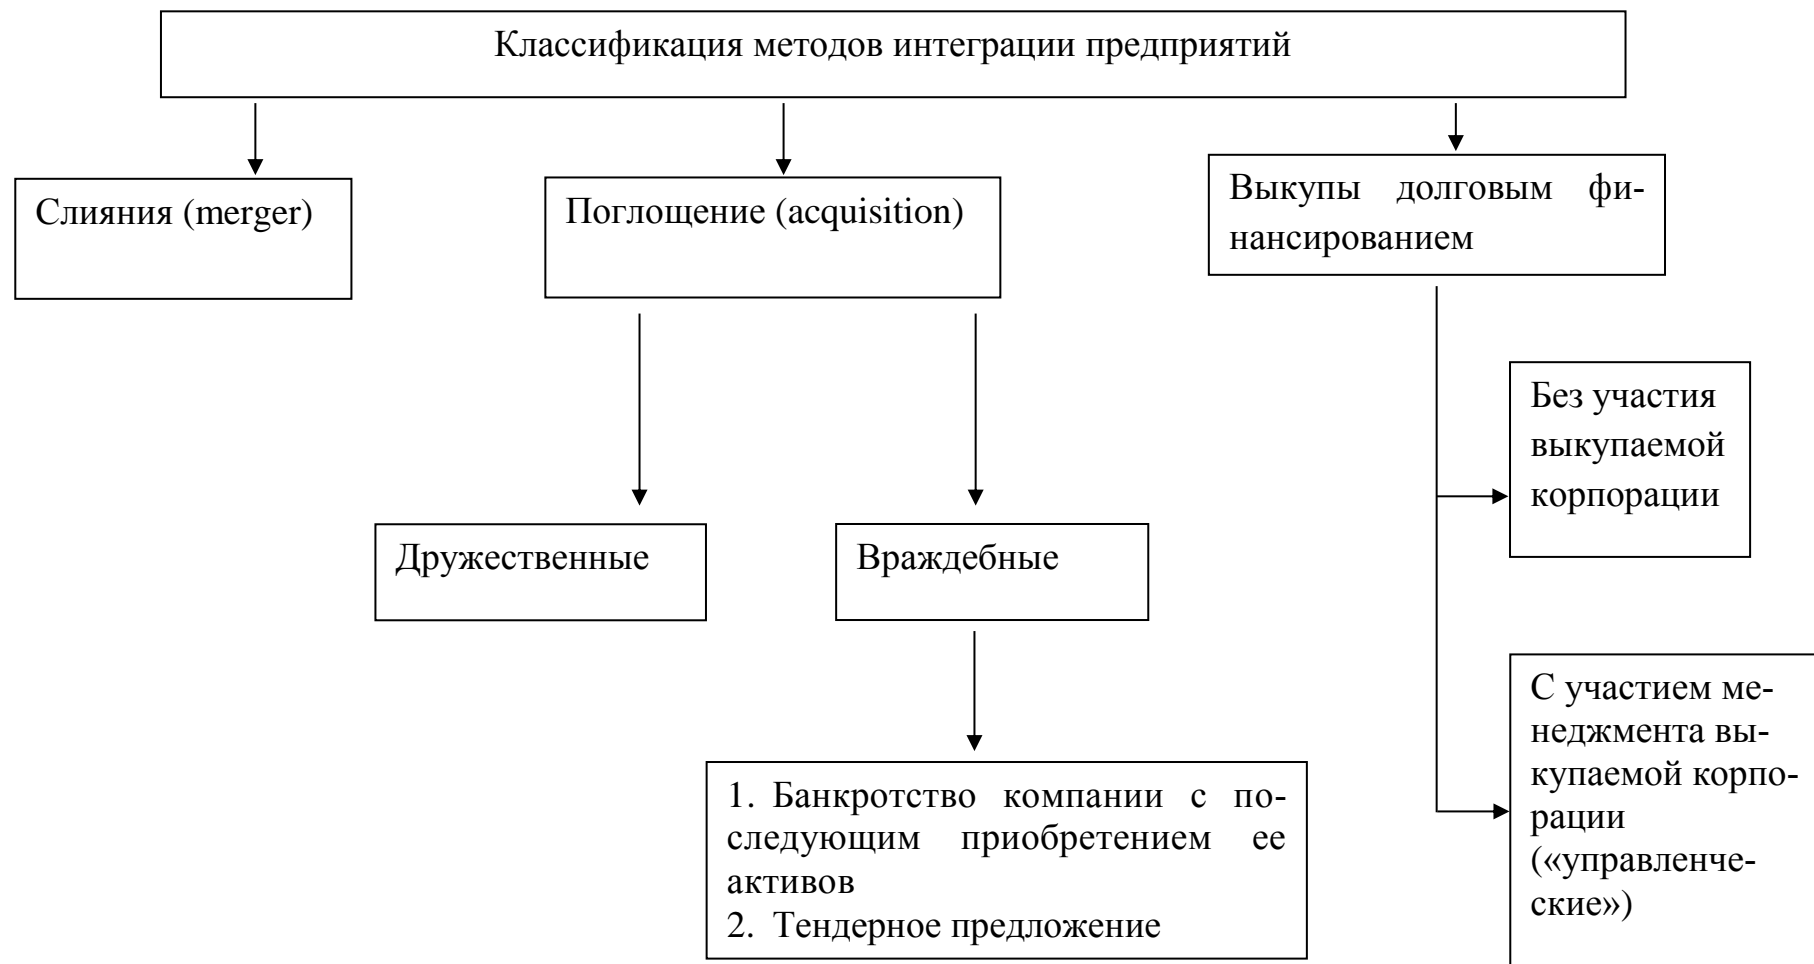 Классификация методов интеграции предприятий
Слияния (merger)
Поглощение (acquisition)
Выкупы долговым фи-
нансированием
Без участия
выкупаемой
корпорации
Дружественные
Враждебные
С участием ме-
неджмента вы-
купаемой корпо-
рации
(«управленче-
ские»)
1. Банкротство компании с по-
следующим приобретением ее
активов
2. Тендерное предложение